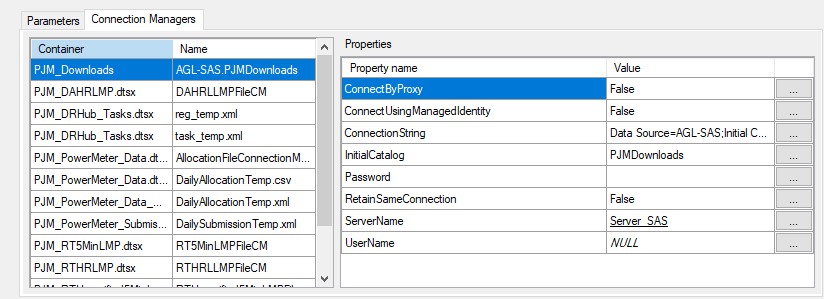 Parameters Connection Managers
Container Name
PJM_Downloads AGL-SAS.PJMDownloads
PJM_DAHRLMP.dtsx DAHRLLMPFileCM
PJM_DRHub_Tasks.dtsx reg_temp.xml
PJM_DRHub_Tasks.dtsx task_temp.xml
PJM_PowerMeter_Data.dt... AllocationFileConnectionM...
PJM_PowerMeter_Data.dt... DailyAllocationTemp.csv
PJM_PowerMeter_Data_... DailyAllocationTemp.xml
PJM_PowerMeter_Submiss... DailySubmissionTemp.xml
PJM_RT5MinLMP.dtsx RT5MinLMPFileCM
PJM_RTHRLMP.dtsx RTHRLLMPFileCM
Properties
Property name Value
ConnectByProxy False ...
ConnectUsingManagedIdentity False ...
ConnectionString Data Source=AGL-SAS;Initial C... ...
InitialCatalog PJMDownloads ...
Password ...
RetainSameConnection False ...
ServerName Server_SAS ...
UserName NULL ...